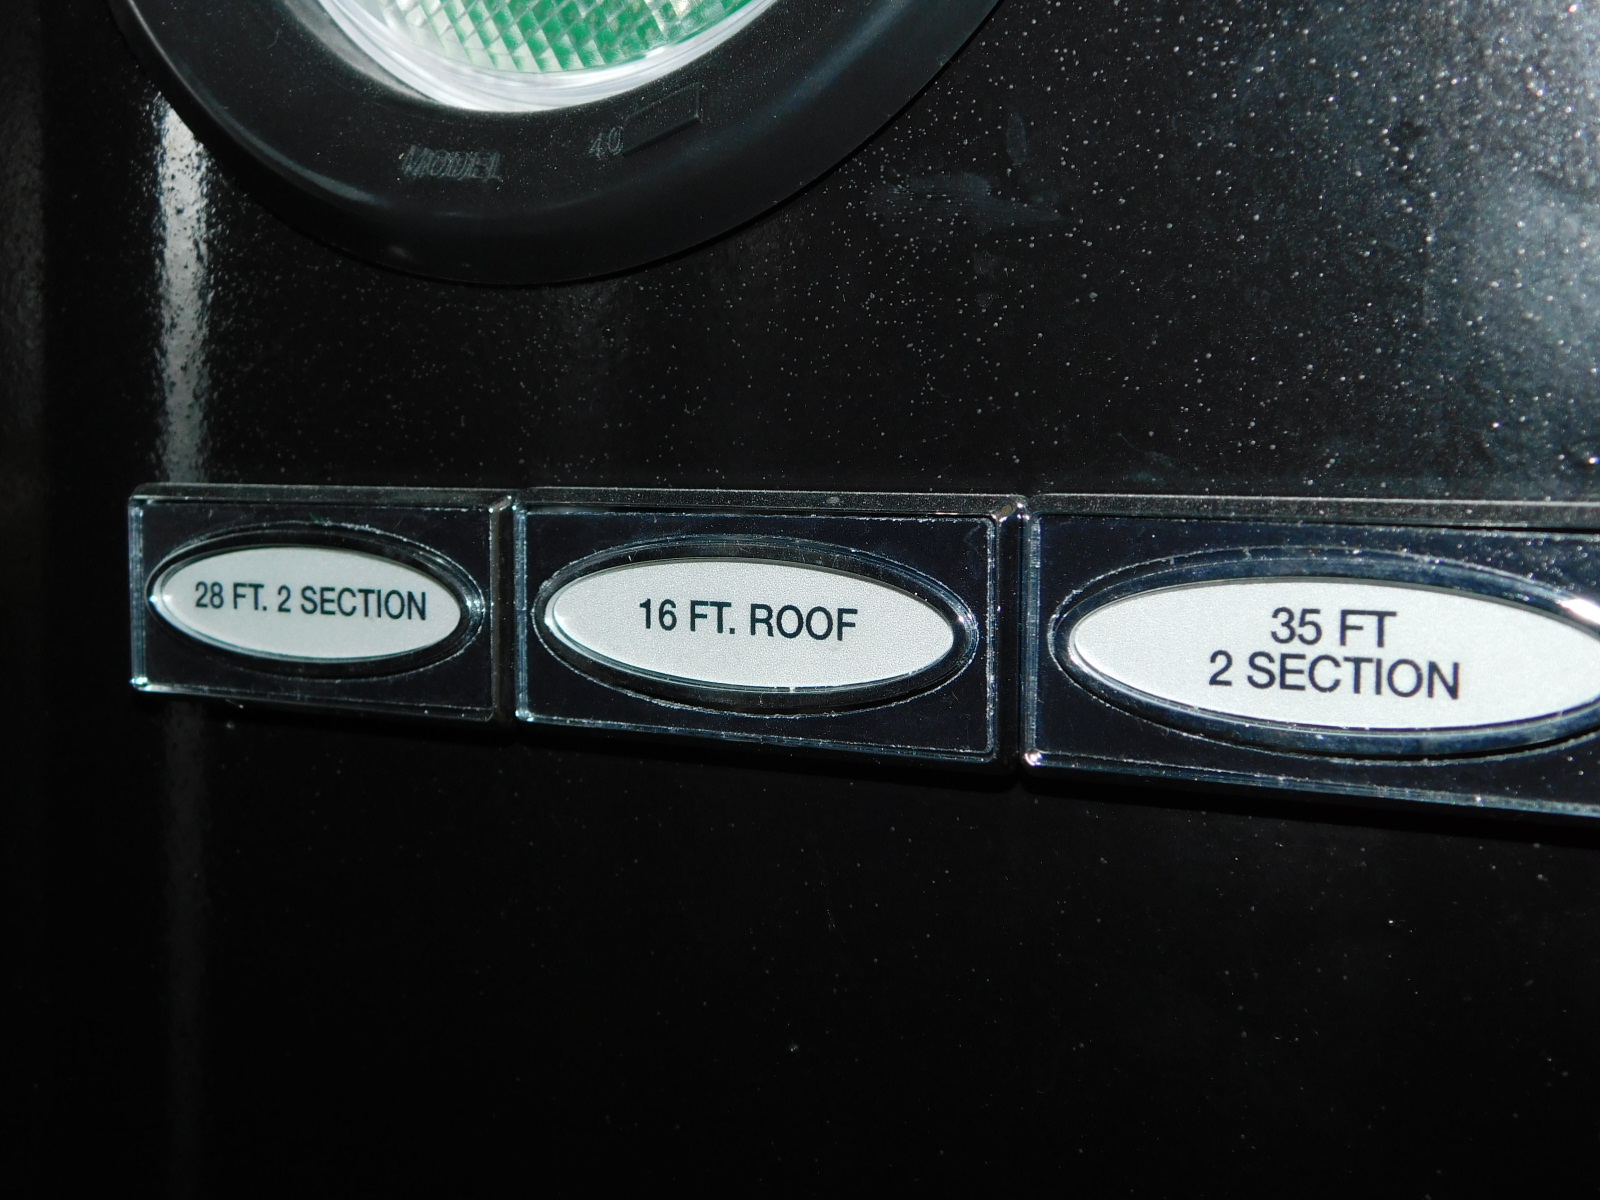 MODEL 40
28 FT. 2 SECTION
16 FT. ROOF
35 FT
2 SECTION